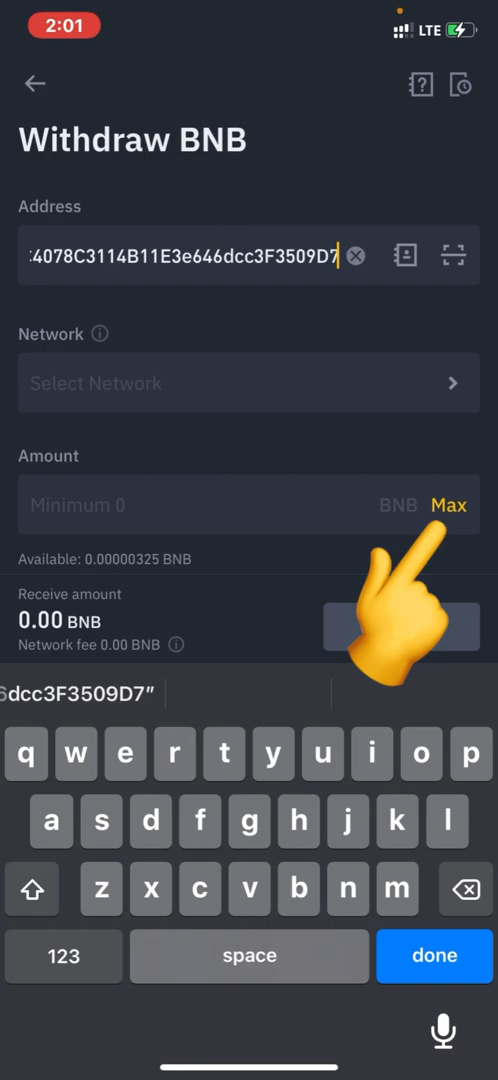 2:01
LTE
Withdraw BNB
Address
:4078C3114B11E3e646dcc3F3509D7
Network
Select Network
Amount
Minimum 0 BNB Max
Available: 0.00000325 BNB
Receive amount
0.00 BNB
Network fee 0.00 BNB
6dcc3F3509D7"
q w e r t y u i o p
a s d f g h j k l
z x c v b n m
123 space done